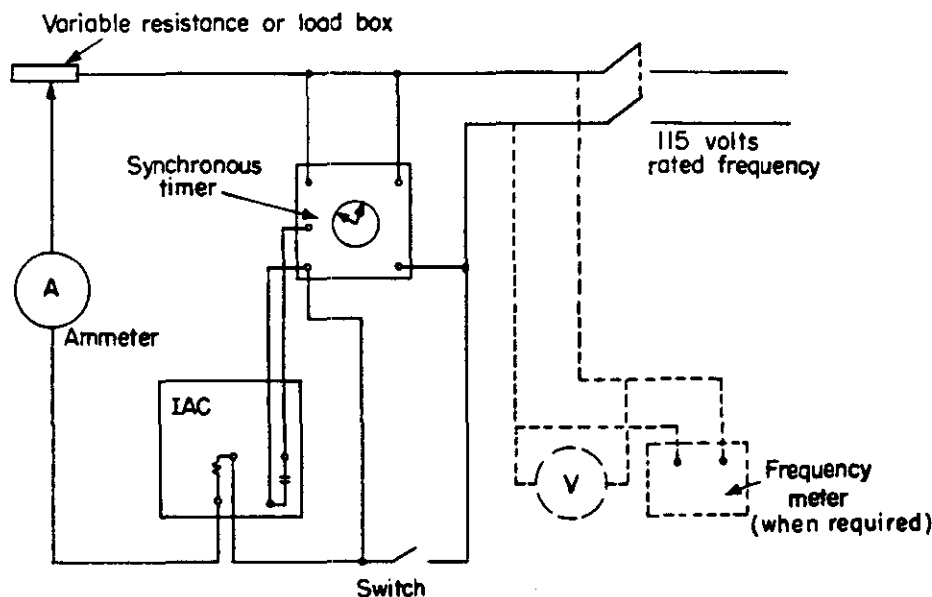 Variable resistance or load box
115 volts
rated frequency
Synchronous
timer
A
Ammeter
IAC
V
Frequency
meter
(when required)
Switch